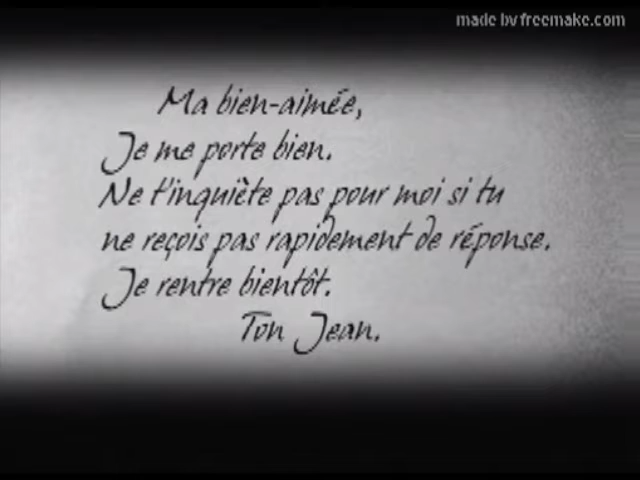 made by freemake.com
Ma bien-aimée,
Je me porte bien.
Ne t'inquiète pas pour moi si tu
ne reçois pas rapidement de réponse.
Je rentre bientôt.
Ton Jean.